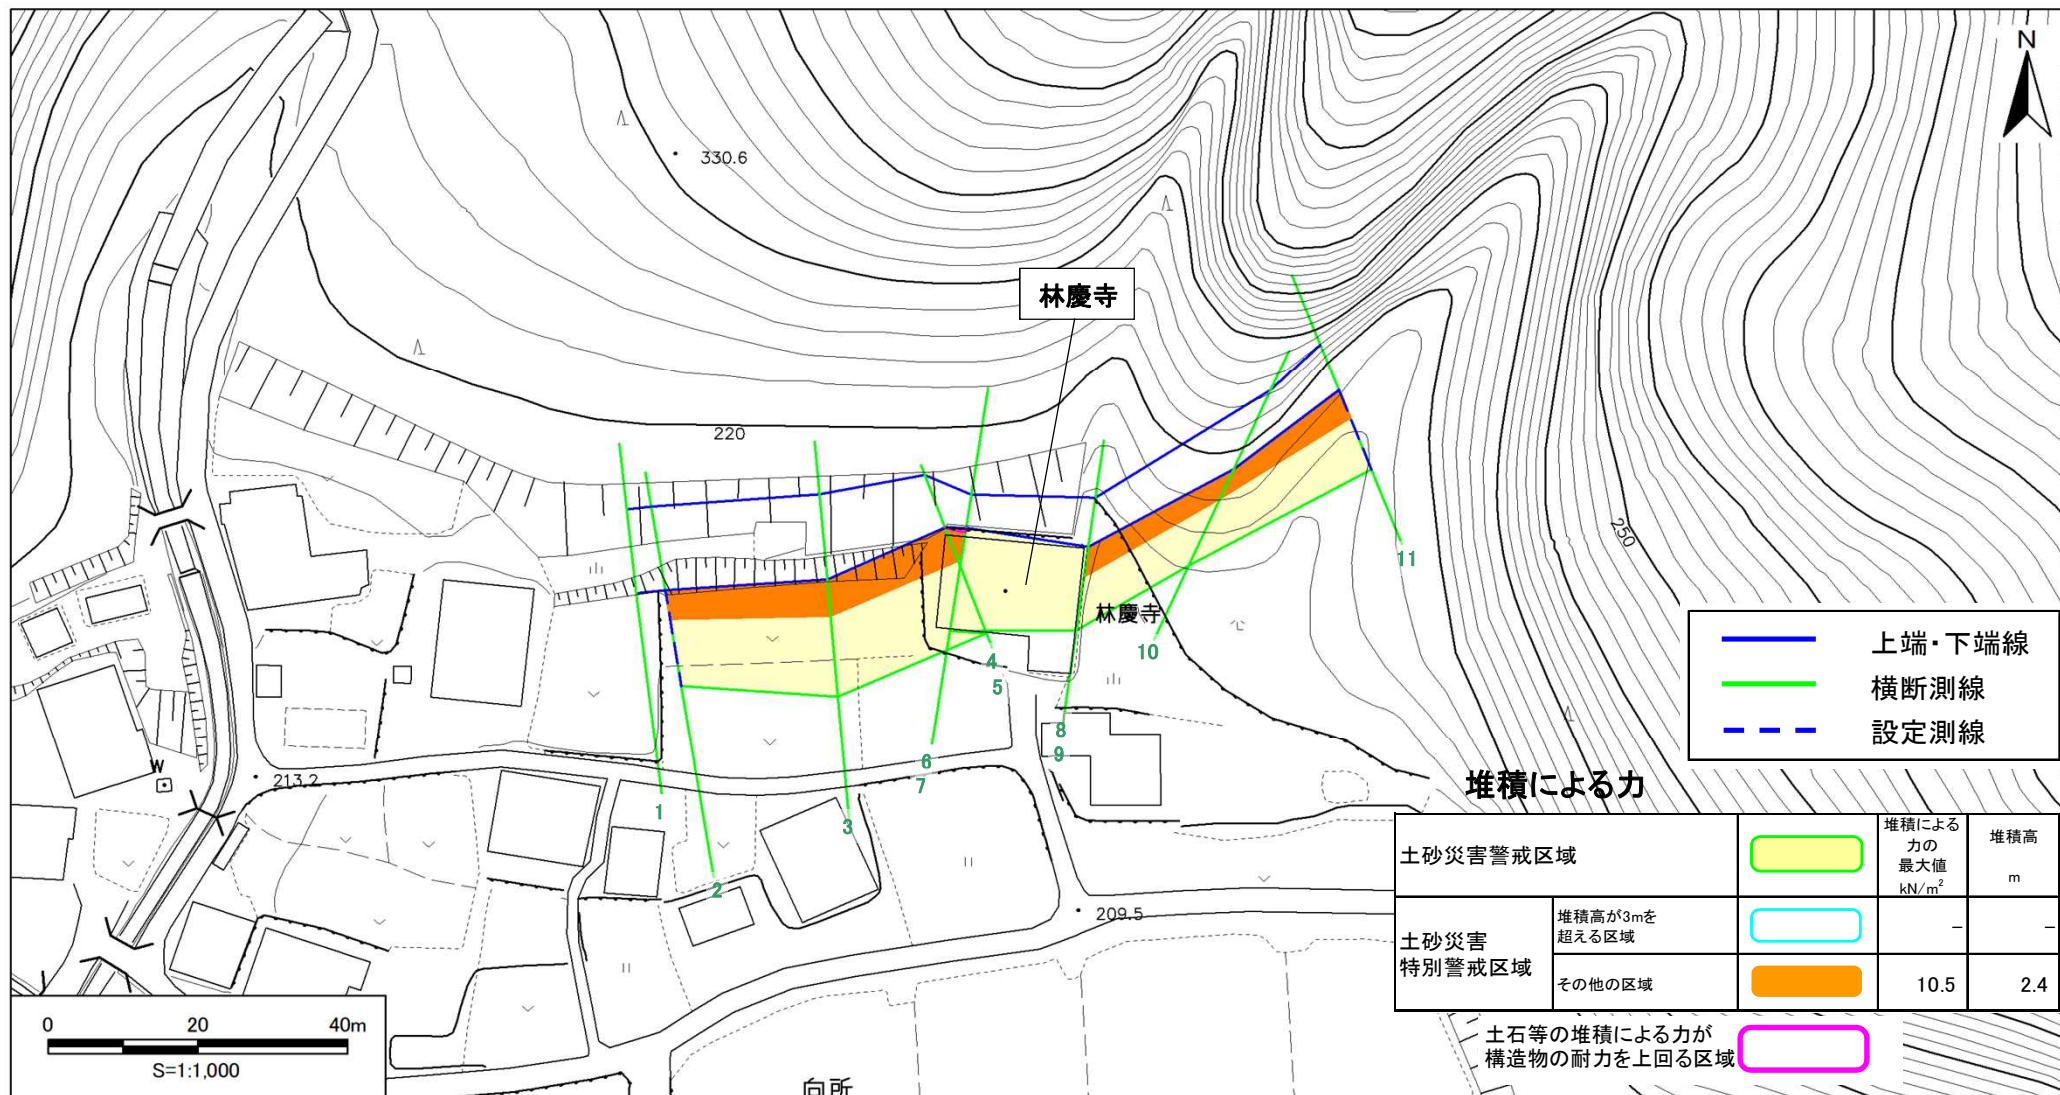 N
330.6
林慶寺
220
250
11
林慶寺
10
4
5
8
9
6
7
W
213.2
1
3
2
209.5
上端・下端線
横断測線
設定測線
堆積による力
土砂災害警戒区域
堆積による
力の
最大値
kN/m²
堆積高
m
土砂災害
特別警戒区域
堆積高が3mを
超える区域
－
－
その他の区域
10.5
2.4
土石等の堆積による力が
構造物の耐力を上回る区域
0 20 40m
S=1:1,000
向所